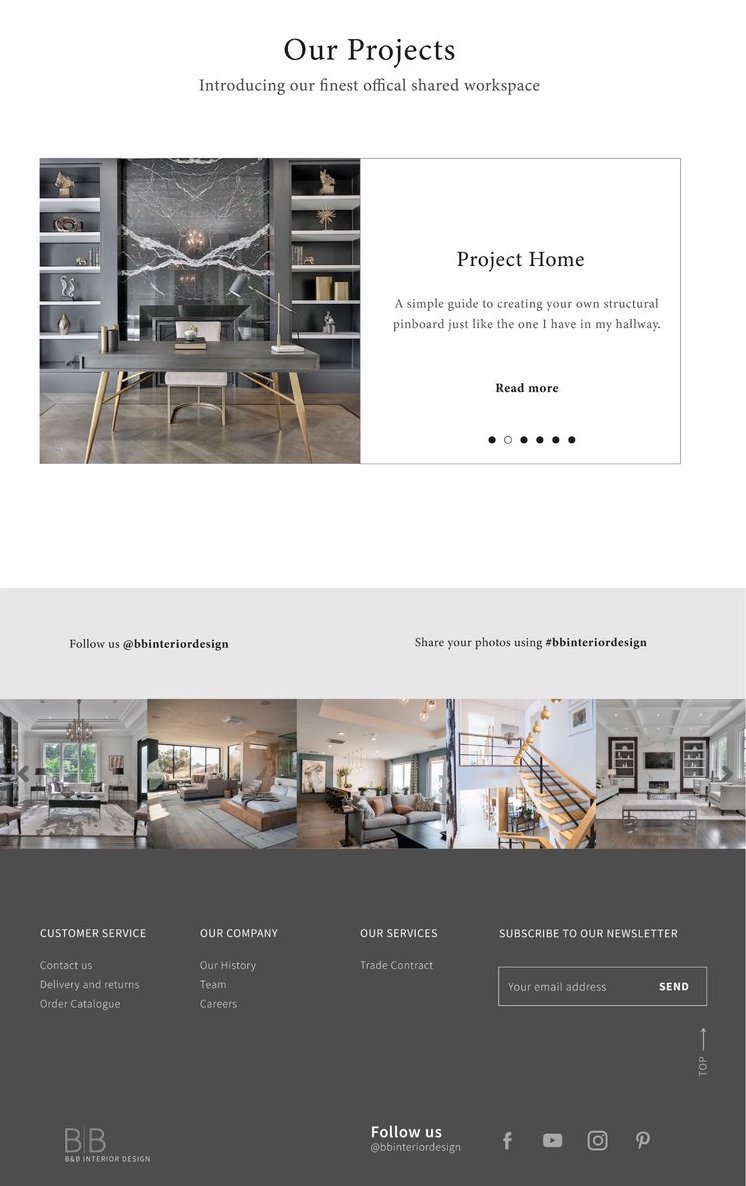 Our Projects
Introducing our finest offical shared workspace
Project Home
A simple guide to creating your own structural
pinboard just like the one I have in my hallway.
Read more
Follow us @bbinteriordesign
Share your photos using #bbinteriordesign
CUSTOMER SERVICE
Contact us
Delivery and returns
Order Catalogue
OUR COMPANY
Our History
Team
Careers
OUR SERVICES
Trade Contract
SUBSCRIBE TO OUR NEWSLETTER
Your email address SEND
TOP
B|B
B&B INTERIOR DESIGN
Follow us
@bbinteriordesign